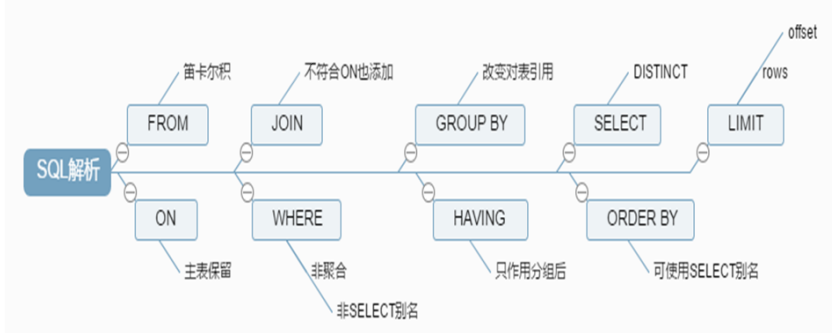 offset
笛卡尔积
不符合ON也添加
改变对表引用
DISTINCT
rows
FROM
JOIN
GROUP BY
SELECT
LIMIT
SQL解析
ON
WHERE
HAVING
ORDER BY
主表保留
非聚合
只作用分组后
可使用SELECT别名
非SELECT别名